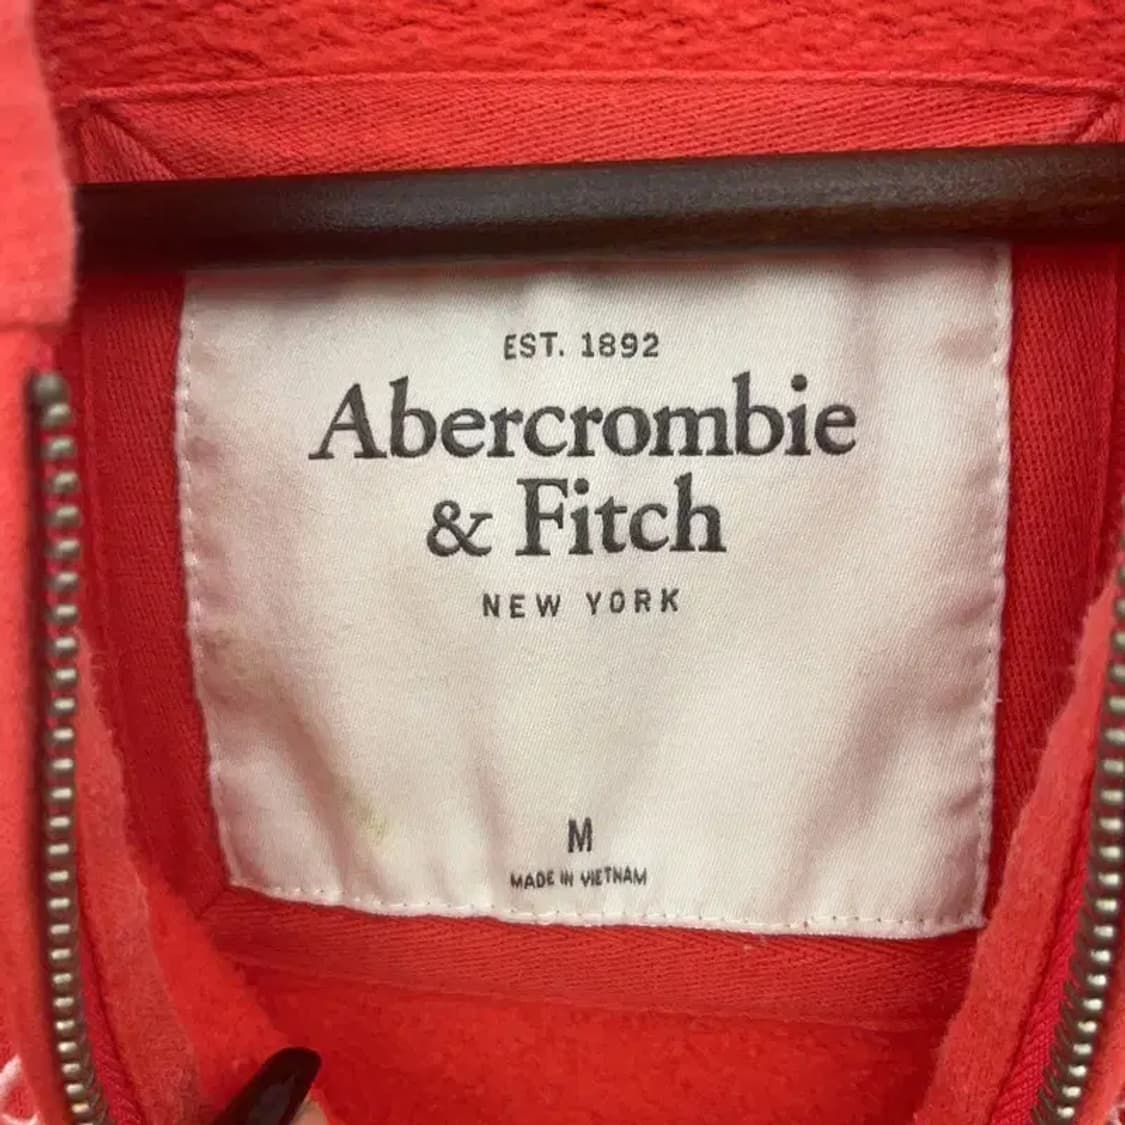 EST. 1892
Abercrombie
& Fitch
NEW YORK
M
MADE IN VIETNAM